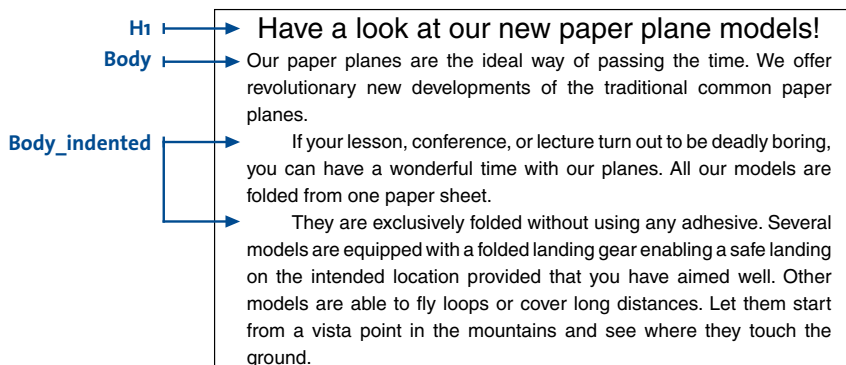 H1 Have a look at our new paper plane models!
Body Our paper planes are the ideal way of passing the time. We offer
revolutionary new developments of the traditional common paper
planes.
Body_indented If your lesson, conference, or lecture turn out to be deadly boring,
you can have a wonderful time with our planes. All our models are
folded from one paper sheet.
They are exclusively folded without using any adhesive. Several
models are equipped with a folded landing gear enabling a safe landing
on the intended location provided that you have aimed well. Other
models are able to fly loops or cover long distances. Let them start
from a vista point in the mountains and see where they touch the
ground.